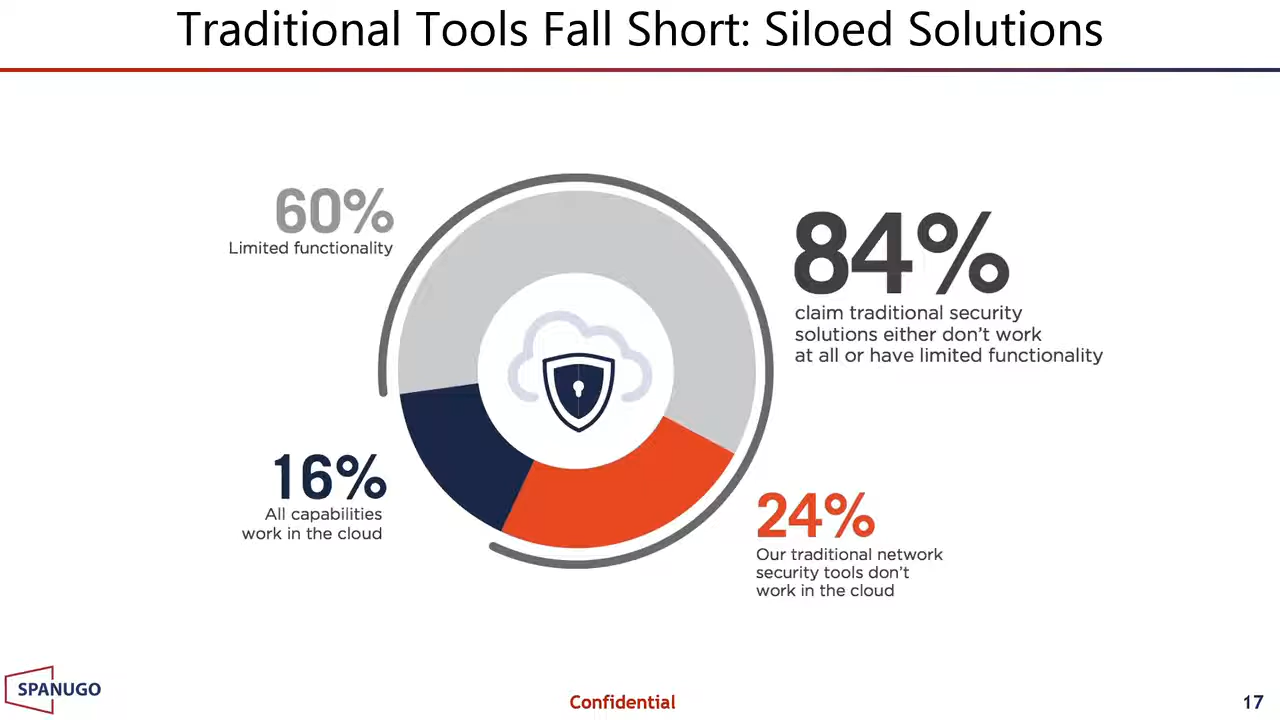 Traditional Tools Fall Short: Siloed Solutions
60%
Limited functionality
84%
claim traditional security
solutions either don't work
at all or have limited functionality
16%
All capabilities
work in the cloud
24%
Our traditional network
security tools don't
work in the cloud
SPANUGO
Confidential
17